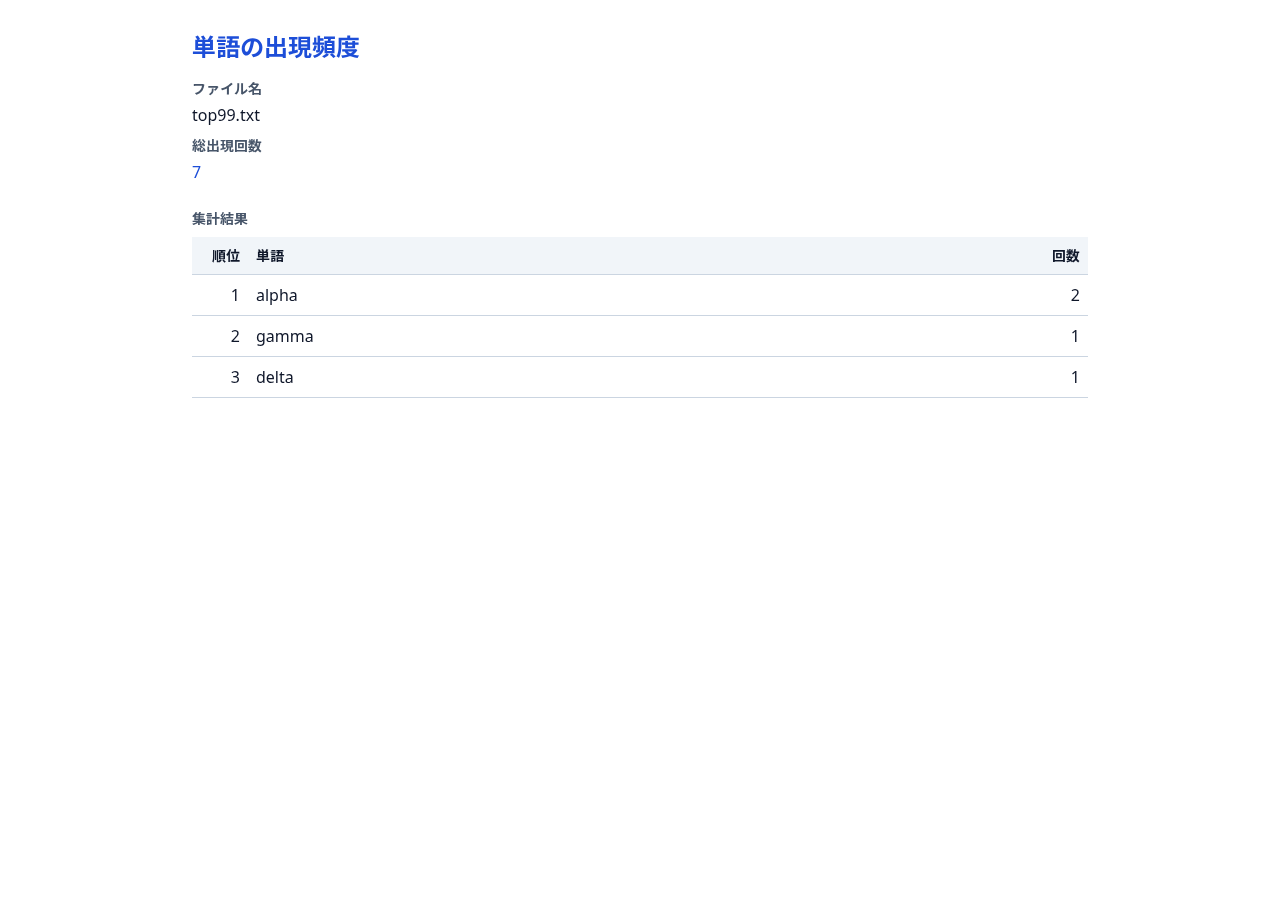 単語の出現頻度
ファイル名
top99.txt
総出現回数
7
集計結果
順位 単語 回数
1 alpha 2
2 gamma 1
3 delta 1